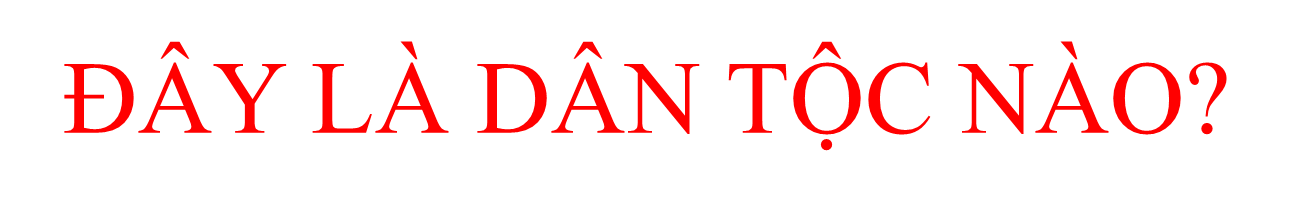 ĐÂY LÀ DÂN TỘC NÀO?